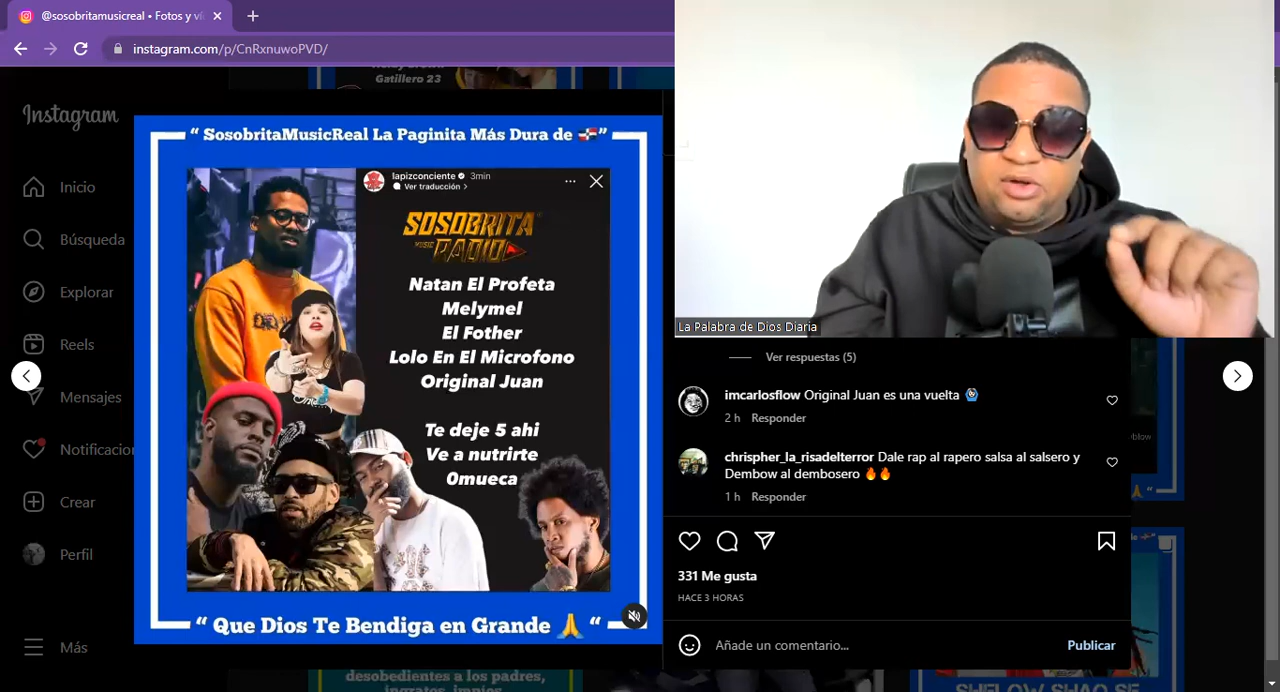 @sosobritamusicreal • Fotos y ví
instagram.com/p/CnRxnuwoPVD/
Gatillero 23
Instagram
Inicio
Búsqueda
Explorar
Reels
Mensajes
Notificacion
Crear
Perfil
Más
“ SosobritaMusicReal La Paginita Más Dura de 🇩🇴”
lapizconciente 3min
Ver traducción >
SOSOBRITA
MUSIC RADIO
Natan El Profeta
Melymel
El Fother
Lolo En El Microfono
Original Juan
Te deje 5 ahi
Ve a nutrirte
0mueca
“ Que Dios Te Bendiga en Grande 🙏 “
desobedientes a los padres,
ingratos, impíos
La Palabra de Dios Diaria
Ver respuestas (5)
imcarlosflow Original Juan es una vuelta 🙆🏿‍♂️
2 h Responder
chrispher_la_risadelterror Dale rap al rapero salsa al salsero y
Dembow al dembosero 🔥🔥
1 h Responder
331 Me gusta
HACE 3 HORAS
Añade un comentario...
Publicar